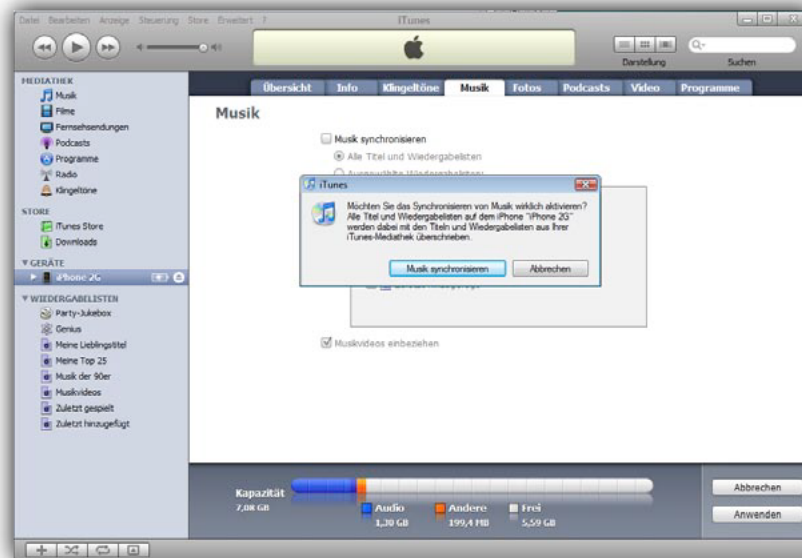 Datei Bearbeiten Anzeige Steuerung Store Erweitert ?
iTunes
Darstellung
Suchen
MEDIATHEK
Musik
Filme
Fernsehsendungen
Podcasts
Programme
Radio
Klingeltöne
STORE
iTunes Store
Downloads
GERÄTE
iPhone 2G
WIEDERGABELISTEN
Party-Jukebox
Genius
Meine Lieblingstitel
Meine Top 25
Musik der 90er
Musikvideos
Zuletzt gespielt
Zuletzt hinzugefügt
Übersicht Info Klingeltöne Musik Fotos Podcasts Video Programme
Musik
Musik synchronisieren
Alle Titel und Wiedergabelisten
Ausgewählte Wiedergabelisten:
iTunes
Möchten Sie das Synchronisieren von Musik wirklich aktivieren?
Alle Titel und Wiedergabelisten auf dem iPhone "iPhone 2G"
werden dabei mit den Titeln und Wiedergabelisten aus Ihrer
iTunes-Mediathek überschrieben.
Musik synchronisieren Abbrechen
Zuletzt hinzugefügt
Musikvideos einbeziehen
Kapazität
7,08 GB
Audio
1,30 GB
Andere
199,4 MB
Frei
5,59 GB
Abbrechen
Anwenden